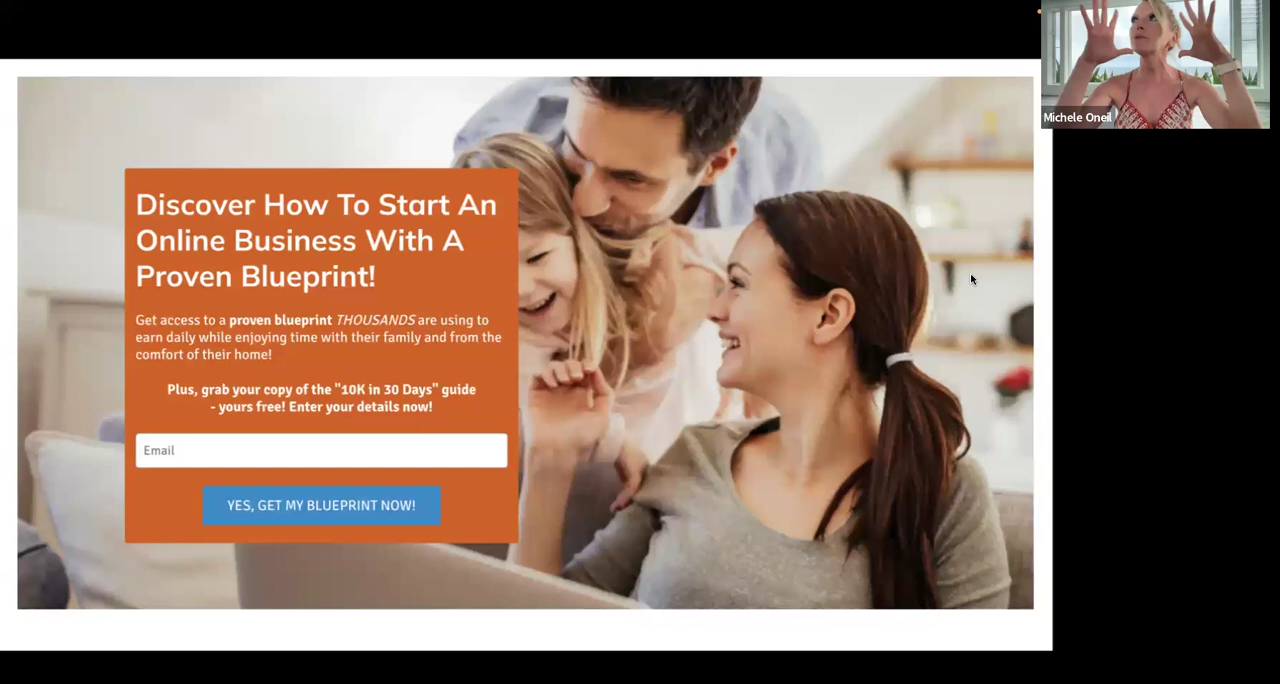 Michele Oneil
Discover How To Start An
Online Business With A
Proven Blueprint!
Get access to a proven blueprint THOUSANDS are using to
earn daily while enjoying time with their family and from the
comfort of their home!
Plus, grab your copy of the "10K in 30 Days" guide
- yours free! Enter your details now!
Email
YES, GET MY BLUEPRINT NOW!